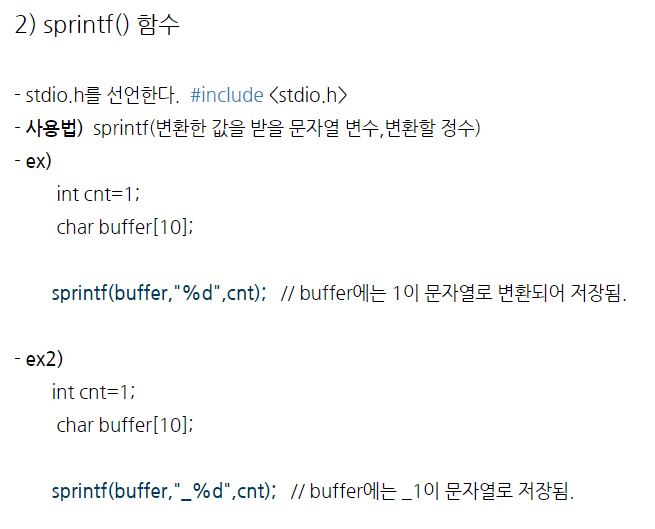 2) sprintf() 함수
- stdio.h를 선언한다. #include <stdio.h>
- 사용법) sprintf(변환한 값을 받을 문자열 변수,변환할 정수)
- ex)
int cnt=1;
char buffer[10];
sprintf(buffer,"%d",cnt); // buffer에는 1이 문자열로 변환되어 저장됨.
- ex2)
int cnt=1;
char buffer[10];
sprintf(buffer,"_%d",cnt); // buffer에는 _1이 문자열로 저장됨.